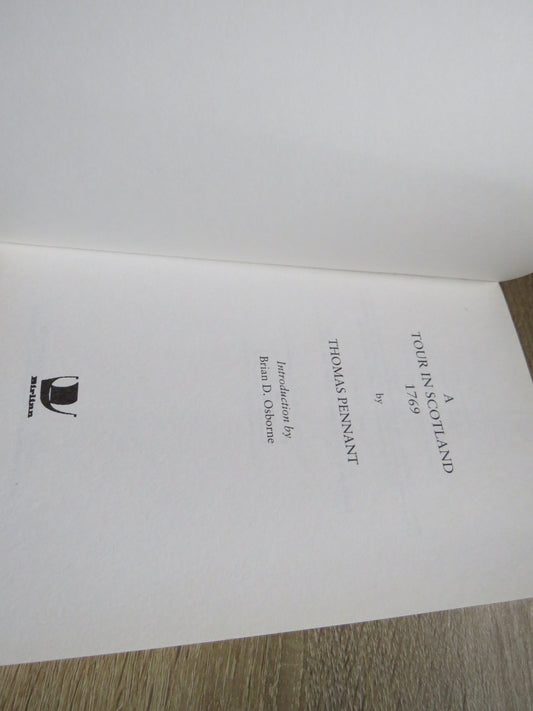 A
TOUR IN SCOTLAND
1769
by
THOMAS PENNANT
Introduction by
Brian D. Osborne
Birlinn